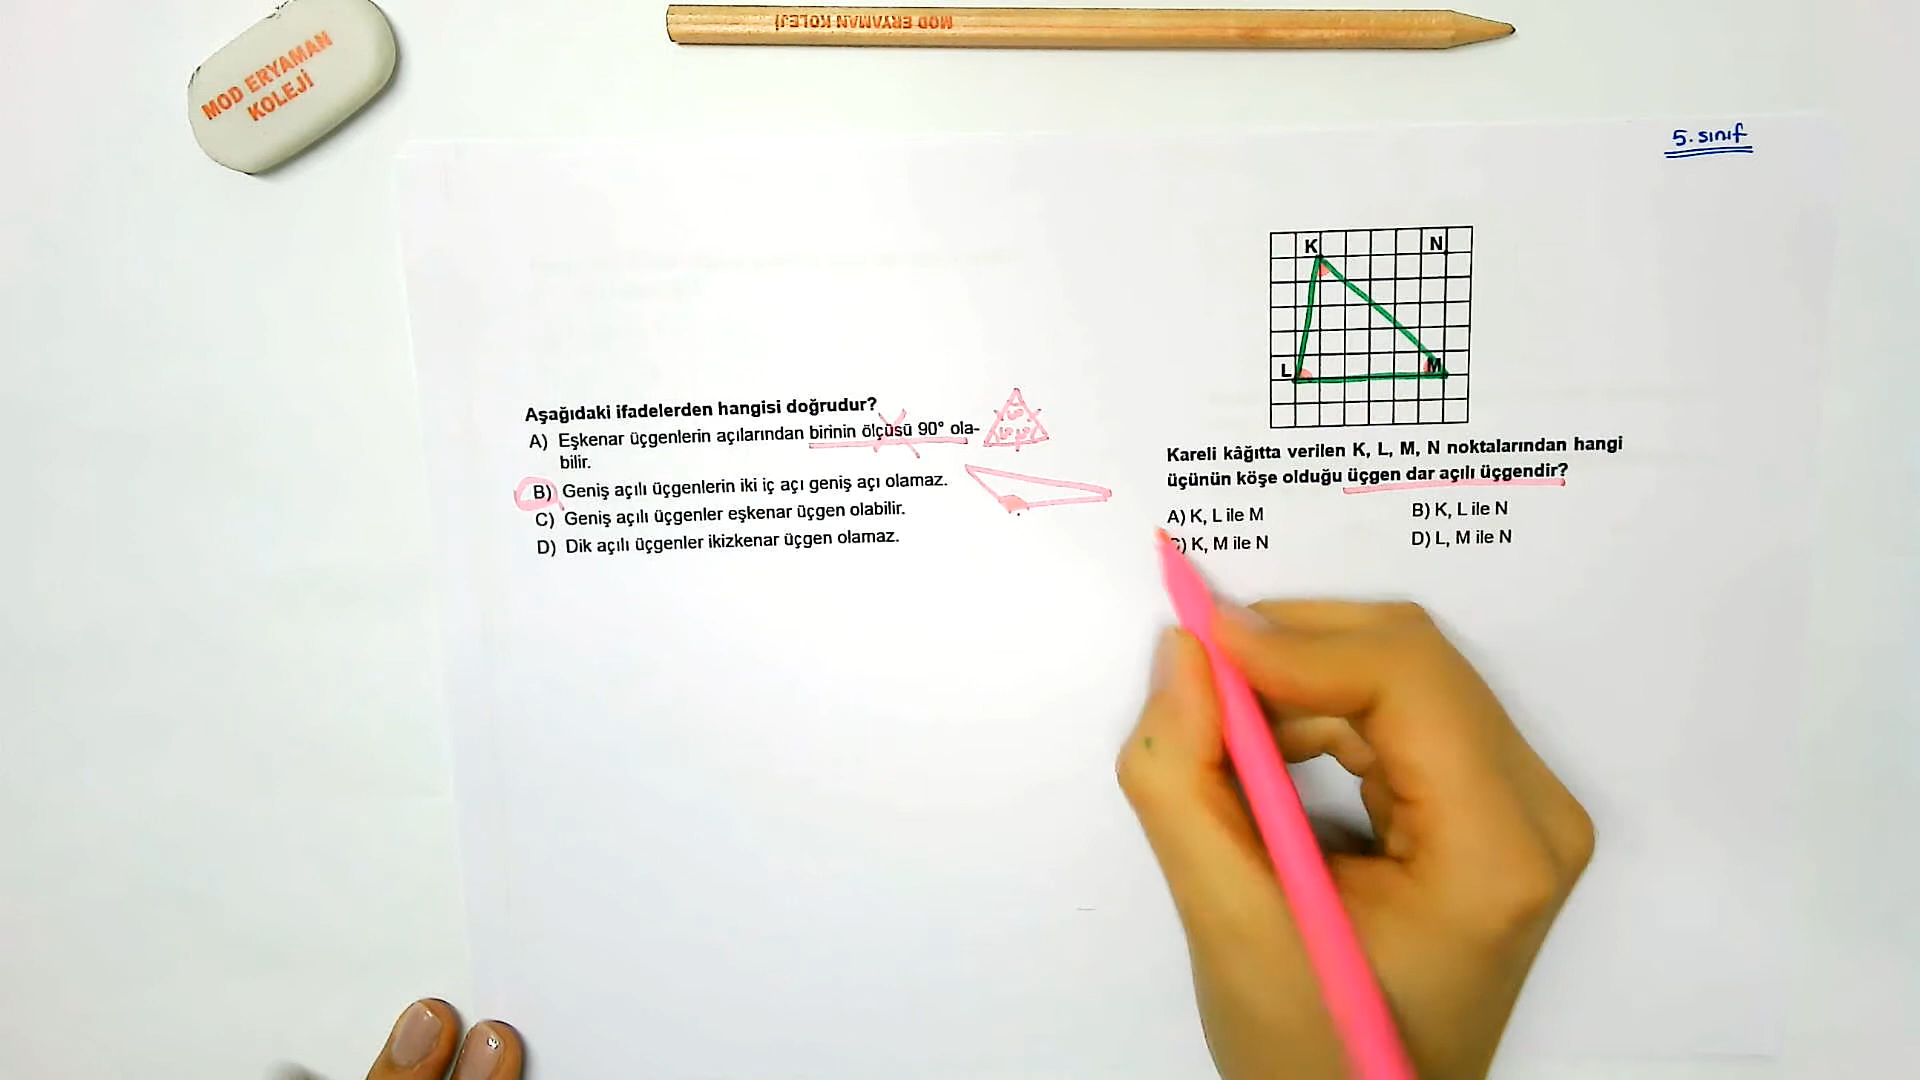 MOD ERYAMAN
KOLEJİ
MOD ERYAMAN KOLEJİ
5. sınıf
Aşağıdaki ifadelerden hangisi doğrudur?
A) Eşkenar üçgenlerin açılarından birinin ölçüsü 90° ola-
bilir.
B) Geniş açılı üçgenlerin iki iç açı geniş açı olamaz.
C) Geniş açılı üçgenler eşkenar üçgen olabilir.
D) Dik açılı üçgenler ikizkenar üçgen olamaz.
K N
L M
Kareli kâğıtta verilen K, L, M, N noktalarından hangi
üçünün köşe olduğu üçgen dar açılı üçgendir?
A) K, L ile M B) K, L ile N
C) K, M ile N D) L, M ile N